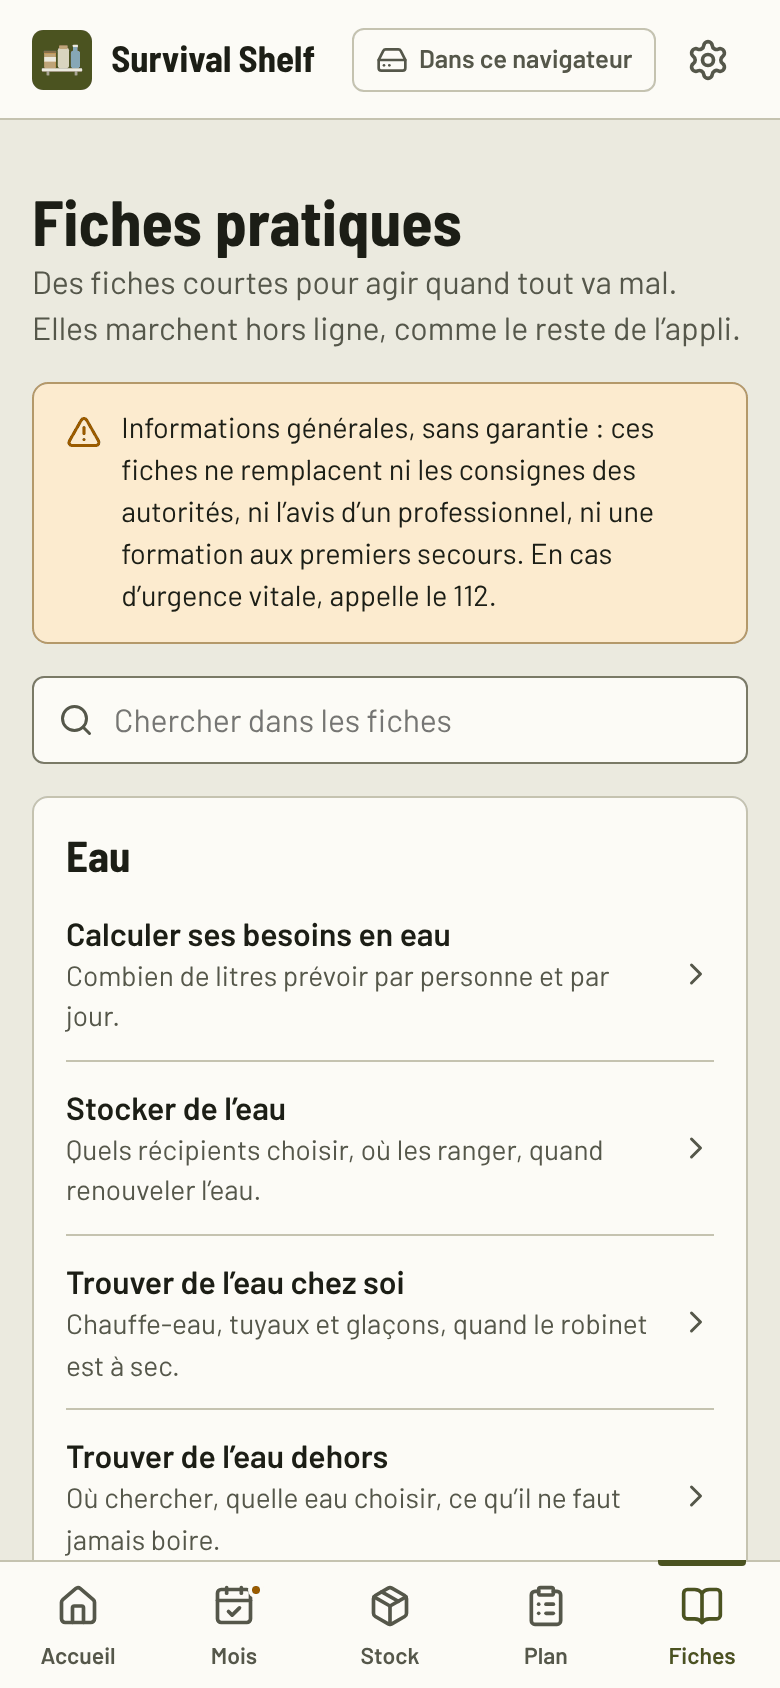 Survival Shelf
Dans ce navigateur
Fiches pratiques
Des fiches courtes pour agir quand tout va mal.
Elles marchent hors ligne, comme le reste de l’appli.
Informations générales, sans garantie : ces
fiches ne remplacent ni les consignes des
autorités, ni l’avis d’un professionnel, ni une
formation aux premiers secours. En cas
d’urgence vitale, appelle le 112.
Chercher dans les fiches
Eau
Calculer ses besoins en eau
Combien de litres prévoir par personne et par
jour.
Stocker de l’eau
Quels récipients choisir, où les ranger, quand
renouveler l’eau.
Trouver de l’eau chez soi
Chauffe-eau, tuyaux et glaçons, quand le robinet
est à sec.
Trouver de l’eau dehors
Où chercher, quelle eau choisir, ce qu’il ne faut
jamais boire.
Accueil
Mois
Stock
Plan
Fiches